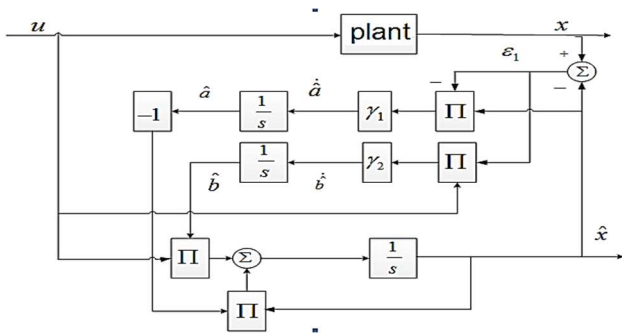 u plant x
+
ε₁ Σ
− −
â â̇
−1 1/s γ₁ Π
1/s γ₂ Π
b̂ b̂̇
x̂
Π Σ 1/s
Π